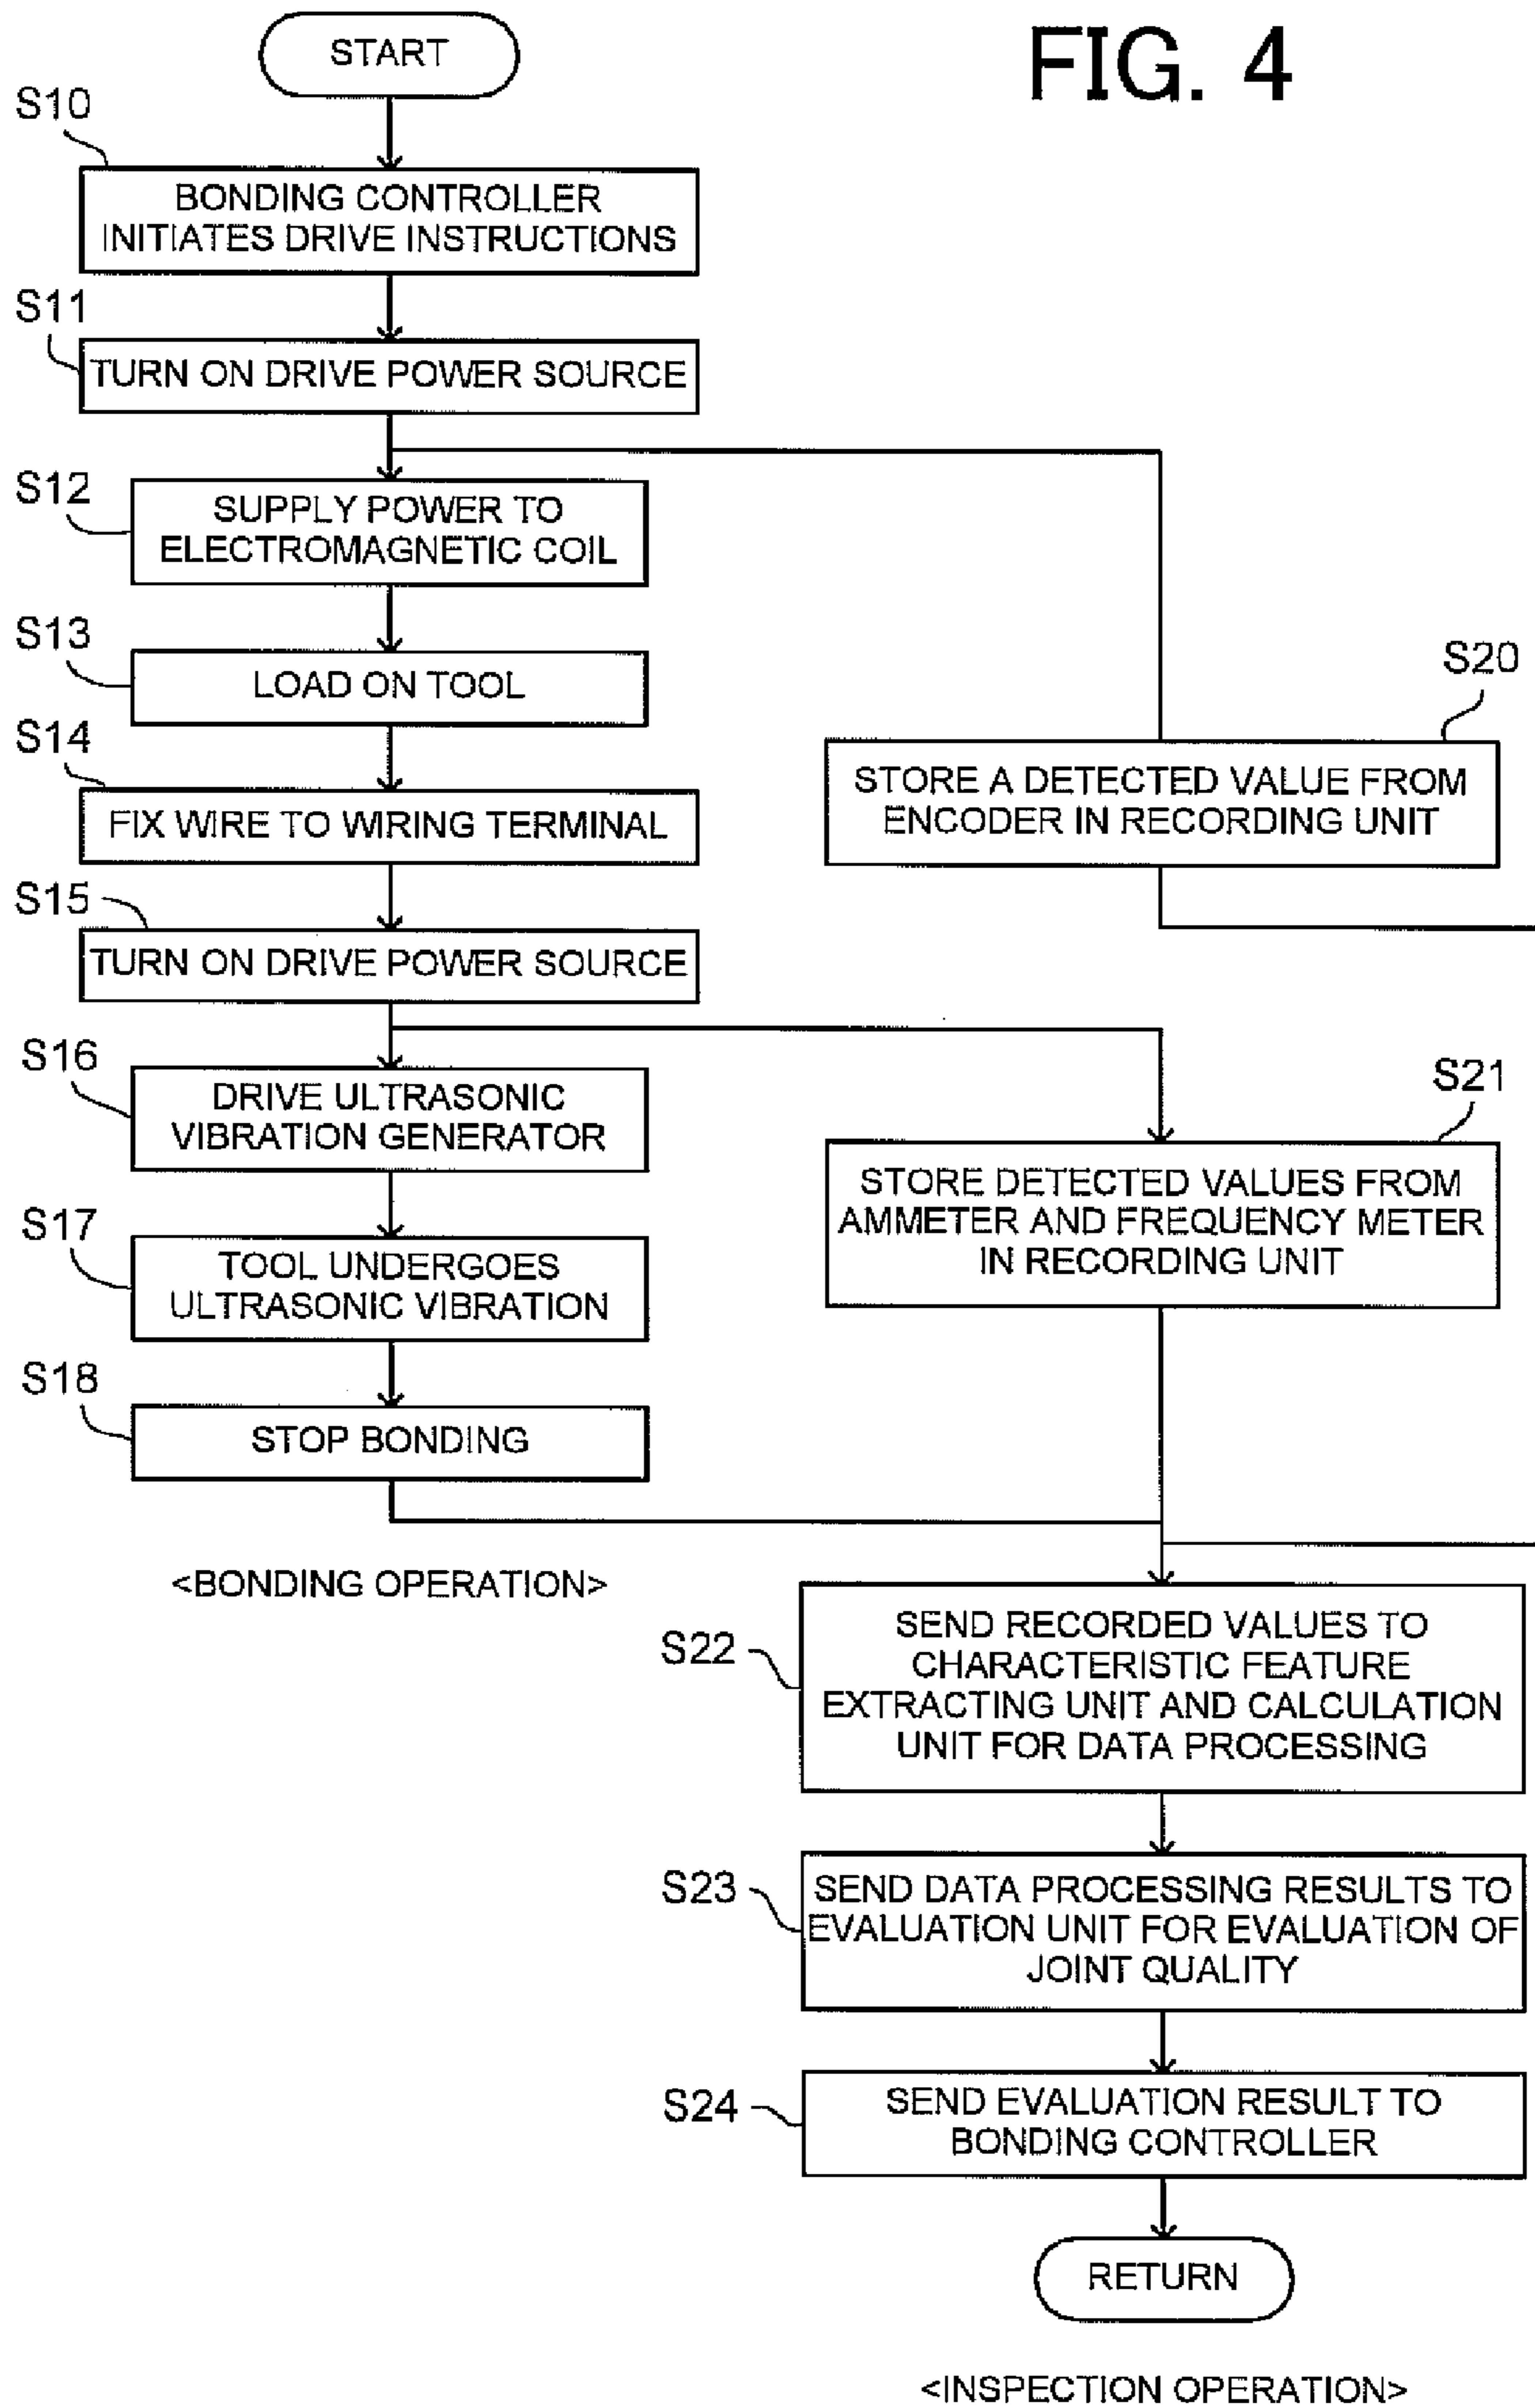 FIG. 4
START
S10
BONDING CONTROLLER
INITIATES DRIVE INSTRUCTIONS
S11
TURN ON DRIVE POWER SOURCE
S12
SUPPLY POWER TO
ELECTROMAGNETIC COIL
S13
LOAD ON TOOL
S14
FIX WIRE TO WIRING TERMINAL
S15
TURN ON DRIVE POWER SOURCE
S16
DRIVE ULTRASONIC
VIBRATION GENERATOR
S17
TOOL UNDERGOES
ULTRASONIC VIBRATION
S18
STOP BONDING
<BONDING OPERATION>
S20
STORE A DETECTED VALUE FROM
ENCODER IN RECORDING UNIT
S21
STORE DETECTED VALUES FROM
AMMETER AND FREQUENCY METER
IN RECORDING UNIT
S22
SEND RECORDED VALUES TO
CHARACTERISTIC FEATURE
EXTRACTING UNIT AND CALCULATION
UNIT FOR DATA PROCESSING
S23
SEND DATA PROCESSING RESULTS TO
EVALUATION UNIT FOR EVALUATION OF
JOINT QUALITY
S24
SEND EVALUATION RESULT TO
BONDING CONTROLLER
RETURN
<INSPECTION OPERATION>